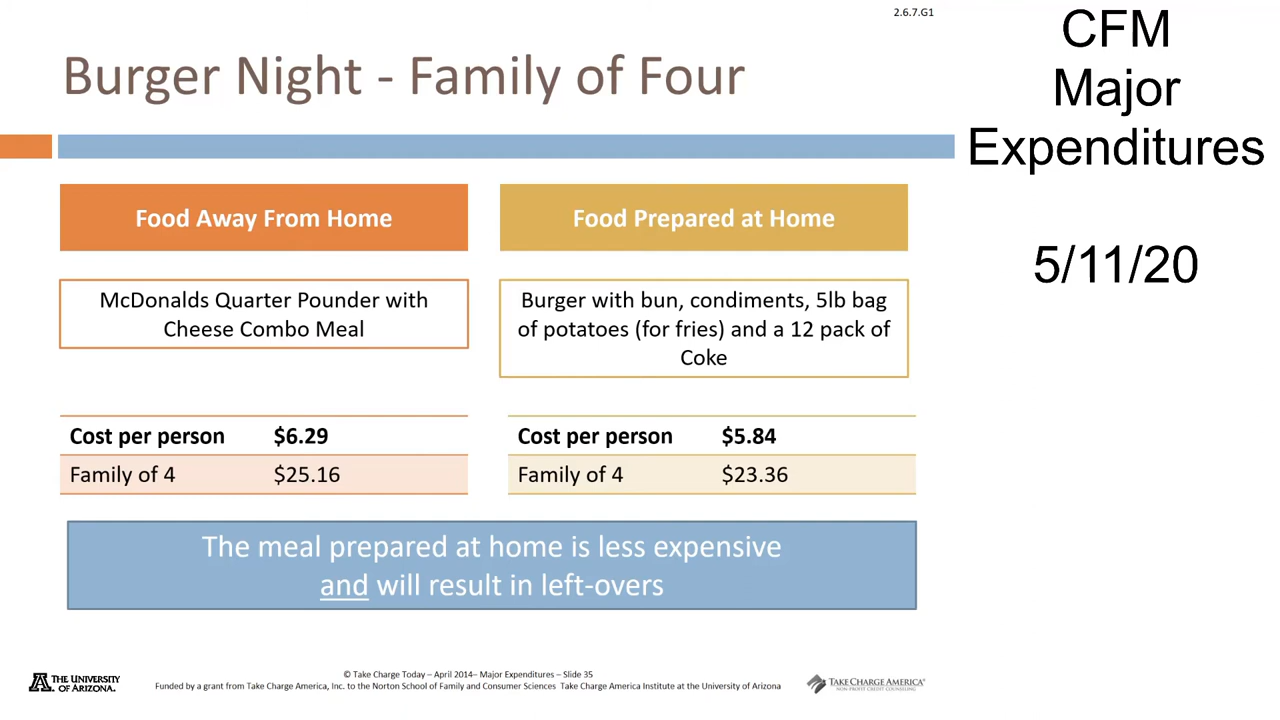 2.6.7.G1
Burger Night - Family of Four
CFM
Major
Expenditures
5/11/20
Food Away From Home
McDonalds Quarter Pounder with
Cheese Combo Meal
Cost per person $6.29
Family of 4 $25.16
Food Prepared at Home
Burger with bun, condiments, 5lb bag
of potatoes (for fries) and a 12 pack of
Coke
Cost per person $5.84
Family of 4 $23.36
The meal prepared at home is less expensive
and will result in left-overs
THE UNIVERSITY
OF ARIZONA.
© Take Charge Today – April 2014– Major Expenditures – Slide 35
Funded by a grant from Take Charge America, Inc. to the Norton School of Family and Consumer Sciences Take Charge America Institute at the University of Arizona
TAKE CHARGE AMERICA®
NON-PROFIT CREDIT COUNSELING